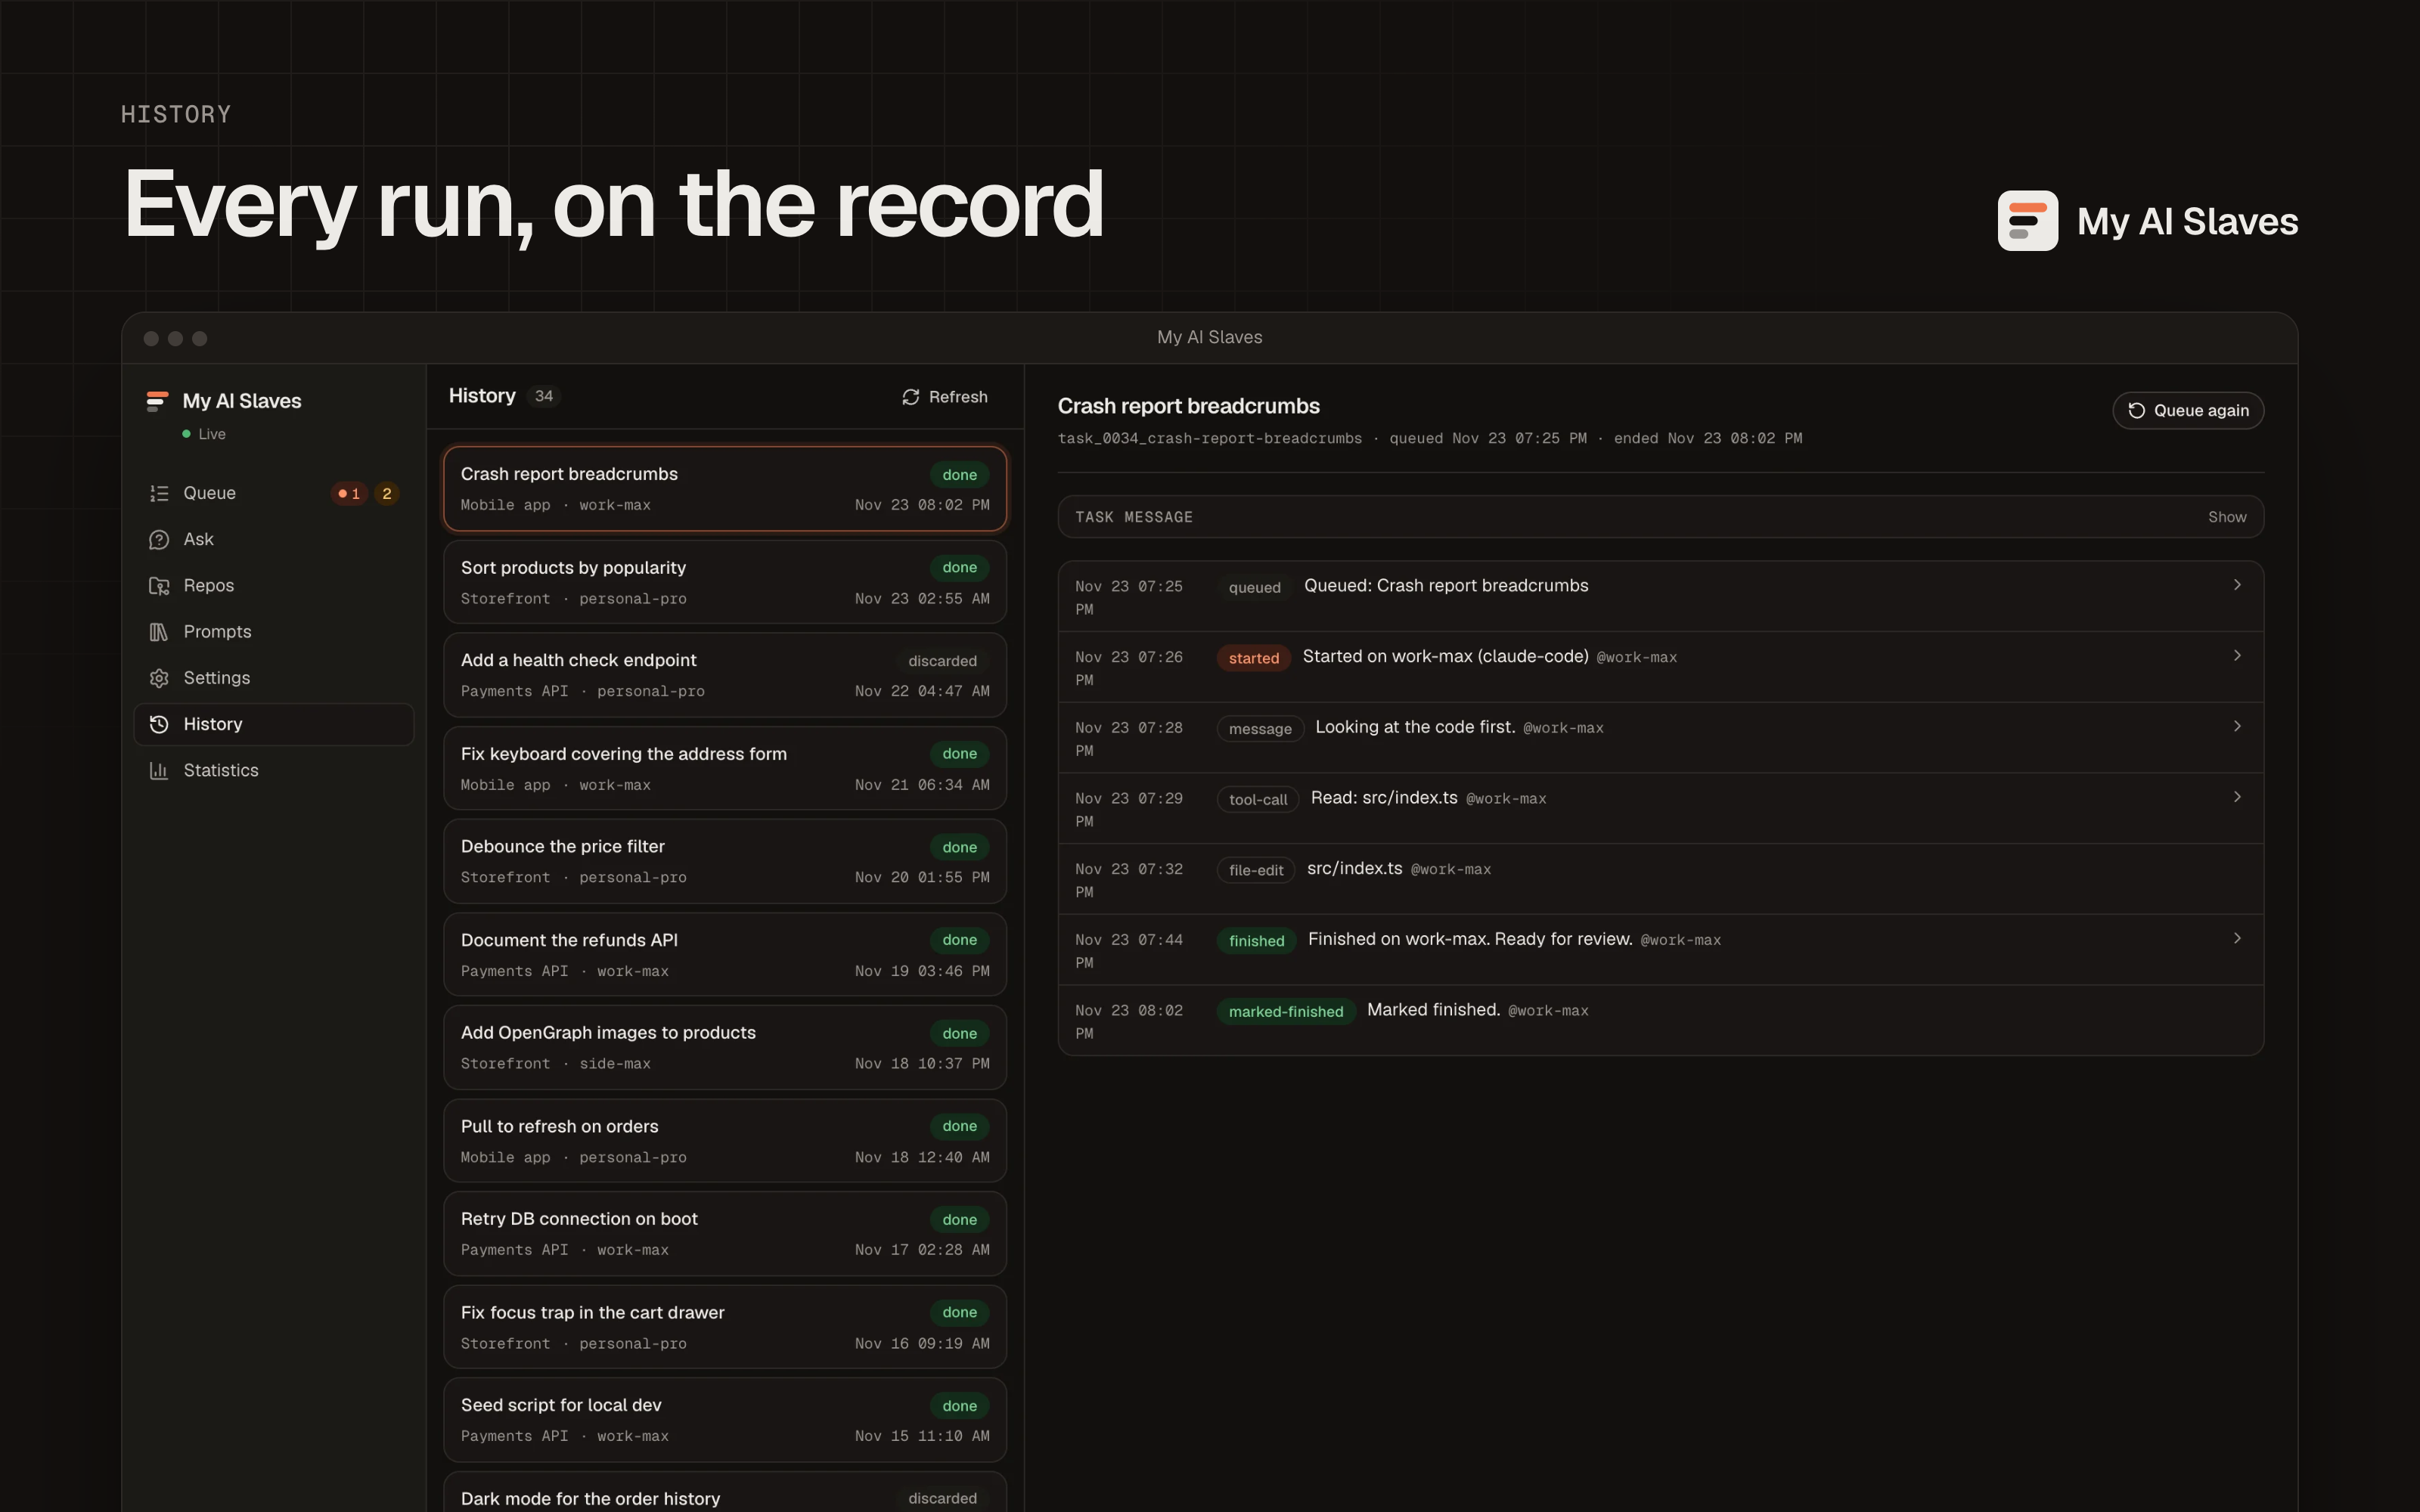 HISTORY
Every run, on the record
My AI Slaves
My AI Slaves
My AI Slaves
Live
Queue 1 2
Ask
Repos
Prompts
Settings
History
Statistics
History 34 Refresh
Crash report breadcrumbs done
Mobile app · work-max Nov 23 08:02 PM
Sort products by popularity done
Storefront · personal-pro Nov 23 02:55 AM
Add a health check endpoint discarded
Payments API · personal-pro Nov 22 04:47 AM
Fix keyboard covering the address form done
Mobile app · work-max Nov 21 06:34 AM
Debounce the price filter done
Storefront · personal-pro Nov 20 01:55 PM
Document the refunds API done
Payments API · work-max Nov 19 03:46 PM
Add OpenGraph images to products done
Storefront · side-max Nov 18 10:37 PM
Pull to refresh on orders done
Mobile app · personal-pro Nov 18 12:40 AM
Retry DB connection on boot done
Payments API · work-max Nov 17 02:28 AM
Fix focus trap in the cart drawer done
Storefront · personal-pro Nov 16 09:19 AM
Seed script for local dev done
Payments API · work-max Nov 15 11:10 AM
Dark mode for the order history discarded
Crash report breadcrumbs Queue again
task_0034_crash-report-breadcrumbs · queued Nov 23 07:25 PM · ended Nov 23 08:02 PM
TASK MESSAGE Show
Nov 23 07:25 PM queued Queued: Crash report breadcrumbs
Nov 23 07:26 PM started Started on work-max (claude-code) @work-max
Nov 23 07:28 PM message Looking at the code first. @work-max
Nov 23 07:29 PM tool-call Read: src/index.ts @work-max
Nov 23 07:32 PM file-edit src/index.ts @work-max
Nov 23 07:44 PM finished Finished on work-max. Ready for review. @work-max
Nov 23 08:02 PM marked-finished Marked finished. @work-max